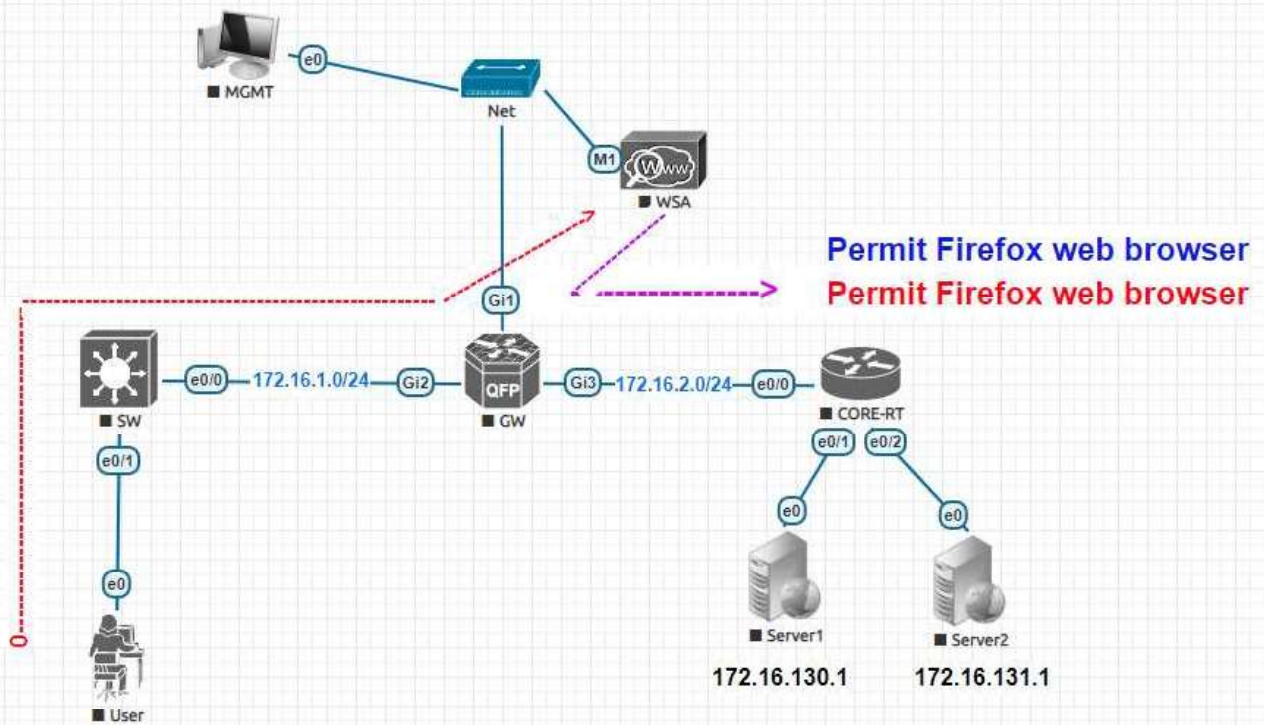 e0
MGMT
Net
M1
Www
WSA
Permit Firefox web browser
Permit Firefox web browser
Gi1
e0/0
172.16.1.0/24
Gi2
QFP
Gi3
172.16.2.0/24
e0/0
SW
GW
CORE-RT
e0/1
e0/1
e0/2
e0
e0
e0
Server1
Server2
172.16.130.1
172.16.131.1
User